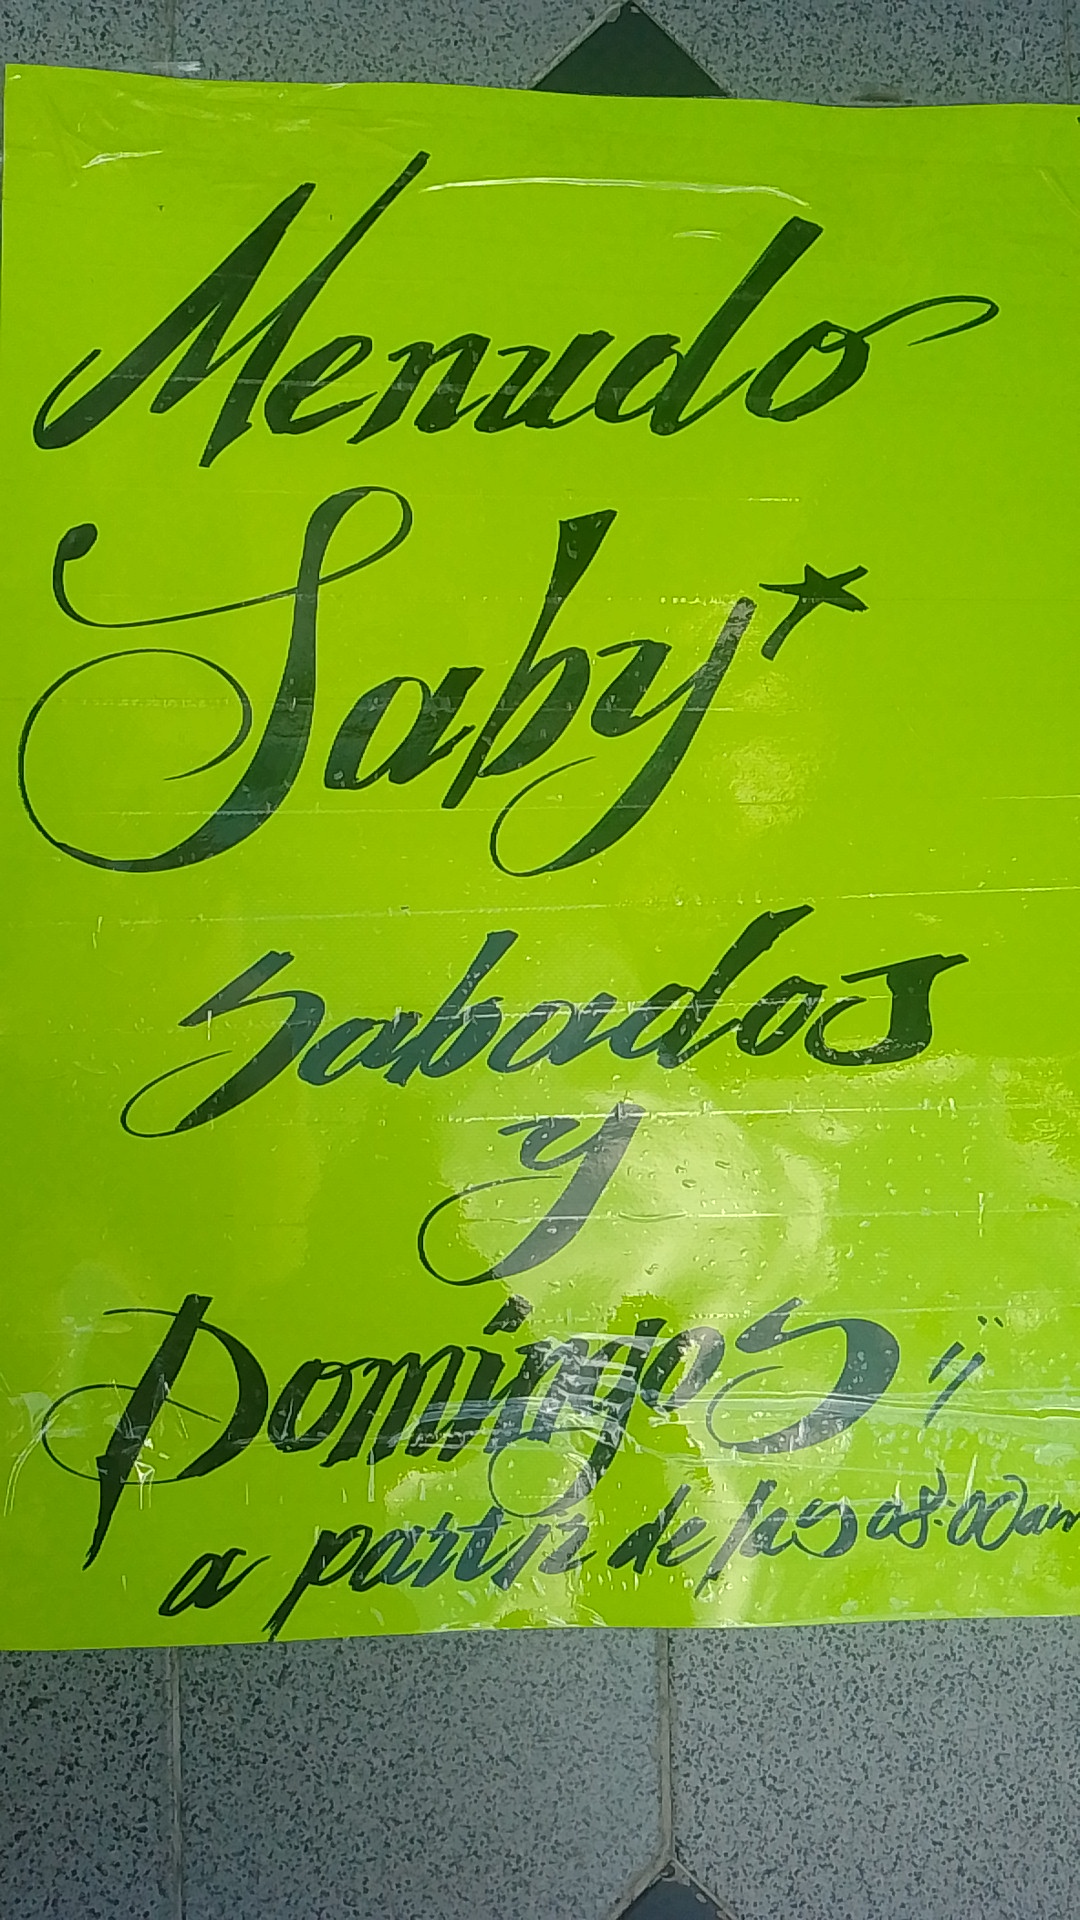 Menudo
Saby★
sabados
y
Domingos !!
a partir de las 08:00am